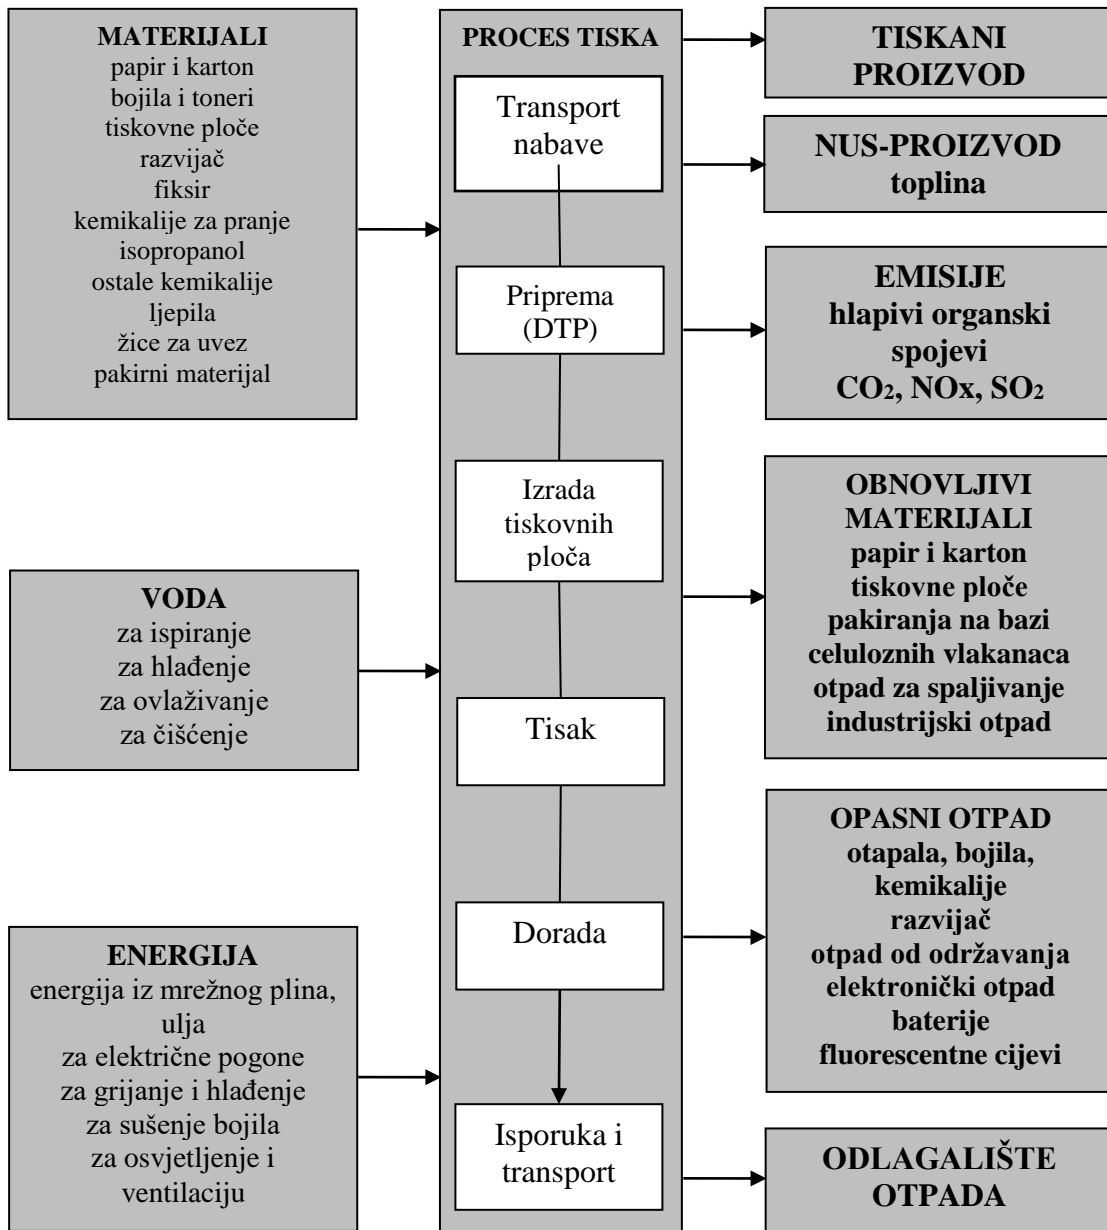 MATERIJALI
papir i karton
bojila i toneri
tiskovne ploče
razvijač
fiksir
kemikalije za pranje
isopropanol
ostale kemikalije
ljepila
žice za uvez
pakirni materijal
VODA
za ispiranje
za hlađenje
za ovlaživanje
za čišćenje
ENERGIJA
energija iz mrežnog plina,
ulja
za električne pogone
za grijanje i hlađenje
za sušenje bojila
za osvjetljenje i
ventilaciju
PROCES TISKA
Transport
nabave
Priprema
(DTP)
Izrada
tiskovnih
ploča
Tisak
Dorada
Isporuka i
transport
TISKANI
PROIZVOD
NUS-PROIZVOD
toplina
EMISIJE
hlapivi organski
spojevi
CO₂, NOx, SO₂
OBNOVLJIVI
MATERIJALI
papir i karton
tiskovne ploče
pakiranja na bazi
celuloznih vlakanaca
otpad za spaljivanje
industrijski otpad
OPASNI OTPAD
otapala, bojila,
kemikalije
razvijač
otpad od održavanja
elektronički otpad
baterije
fluorescentne cijevi
ODLAGALIŠTE
OTPADA